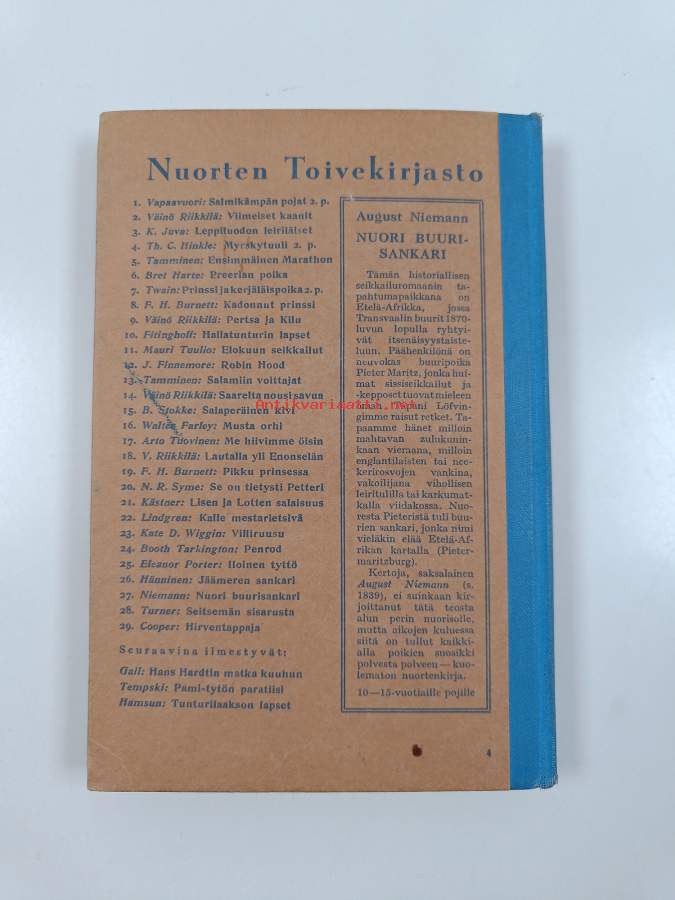 Nuorten Toivekirjasto
1. Vapaavuori: Salmikämpän pojat 2. p.
2. Väinö Riikkilä: Viimeiset kaanit
3. K. Juva: Leppiluodon leiriläiset
4. Th. C. Hinkle: Myrskytuuli 2. p.
5. Tamminen: Ensimmäinen Marathon
6. Bret Harte: Preerian poika
7. Twain: Prinssi ja kerjäläispoika 2. p.
8. F. H. Burnett: Kadonnut prinssi
9. Väinö Riikkilä: Pertsa ja Kilu
10. Fitinghoff: Hallatunturin lapset
11. Mauri Tuulio: Elokuun seikkailut
12. J. Finnemore: Robin Hood
13. Tamminen: Salamiin voittajat
14. Väinö Riikkilä: Saarelta nousi savua
15. B. Stokke: Salaperäinen kivi
16. Walter Farley: Musta orhi
17. Arto Tuovinen: Me hiivimme öisin
18. V. Riikkilä: Lautalla yli Enonselän
19. F. H. Burnett: Pikku prinsessa
20. N. R. Syme: Se on tietysti Petteri
21. Kästner: Lisen ja Lotten salaisuus
22. Lindgren: Kalle mestarietsivä
23. Kate D. Wiggin: Villiruusu
24. Booth Tarkington: Penrod
25. Eleanor Porter: Iloinen tyttö
26. Hänninen: Jäämeren sankari
27. Niemann: Nuori buurisankari
28. Turner: Seitsemän sisarusta
29. Cooper: Hirventappaja
Seuraavina ilmestyvät:
Gail: Hans Hardtin matka kuuhun
Tempski: Pami-tytön paratiisi
Hamsun: Tunturilaakson lapset
August Niemann
NUORI BUURI-
SANKARI
Tämän historiallisen
seikkailuromaanin ta-
pahtumapaikkana on
Etelä-Afrikka, jossa
Transvaalin buurit 1870-
luvun lopulla ryhtyi-
vät itsenäisyystaiste-
luun. Päähenkilönä on
neuvokas buuripoika
Pieter Maritz, jonka hui-
mat sissiseikkailut ja
-kepposet tuovat mieleen
oman Tapani Löfvin-
gimme raisut retket. Ta-
paamme hänet milloin
mahtavan zulukunin-
kaan vieraana, milloin
englantilaisten tai nee-
kerirosvojen vankina,
vakoilijana vihollisen
leiritulilla tai karkumat-
kalla viidakossa. Nuo-
resta Pieteristä tuli buu-
rien sankari, jonka nimi
vieläkin elää Etelä-Af-
rikan kartalla (Pieter-
maritzburg).
Kertoja, saksalainen
August Niemann (s.
1839), ei suinkaan kir-
joittanut tätä teosta
alun perin nuorisolle,
mutta aikojen kuluessa
siitä on tullut kaikki-
alla poikien suosikki
polvesta polveen — kuo-
lematon nuortenkirja.
10—15-vuotiaille pojille
4
Antikvariaatti.net